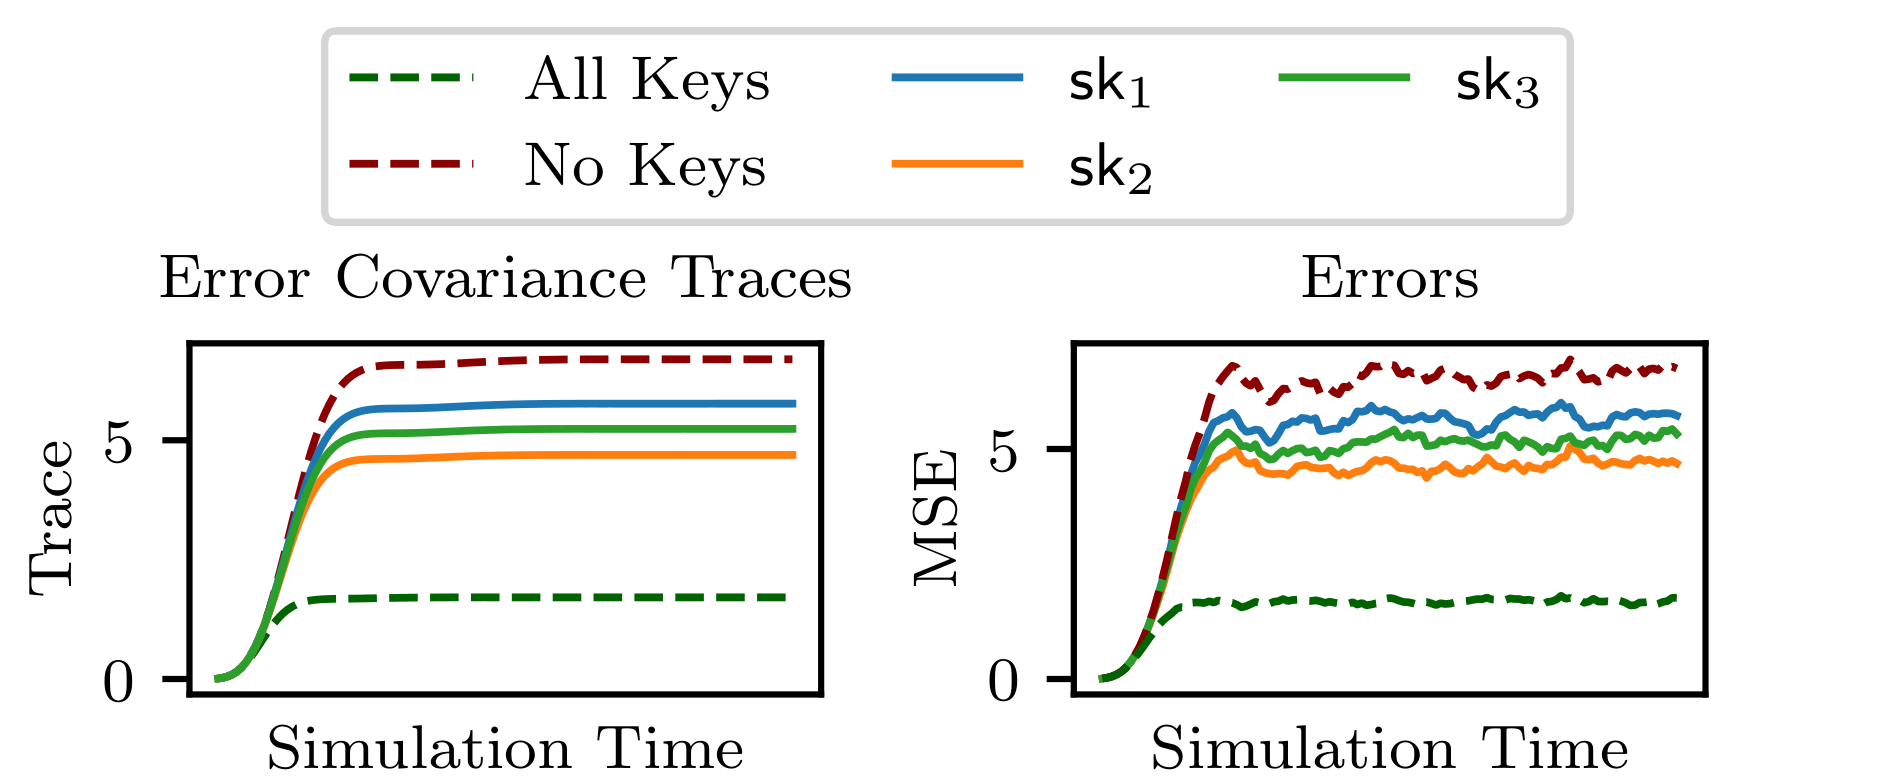 All Keys
No Keys
sk₁
sk₂
sk₃
Error Covariance Traces
Trace
5
0
Simulation Time
Errors
MSE
5
0
Simulation Time